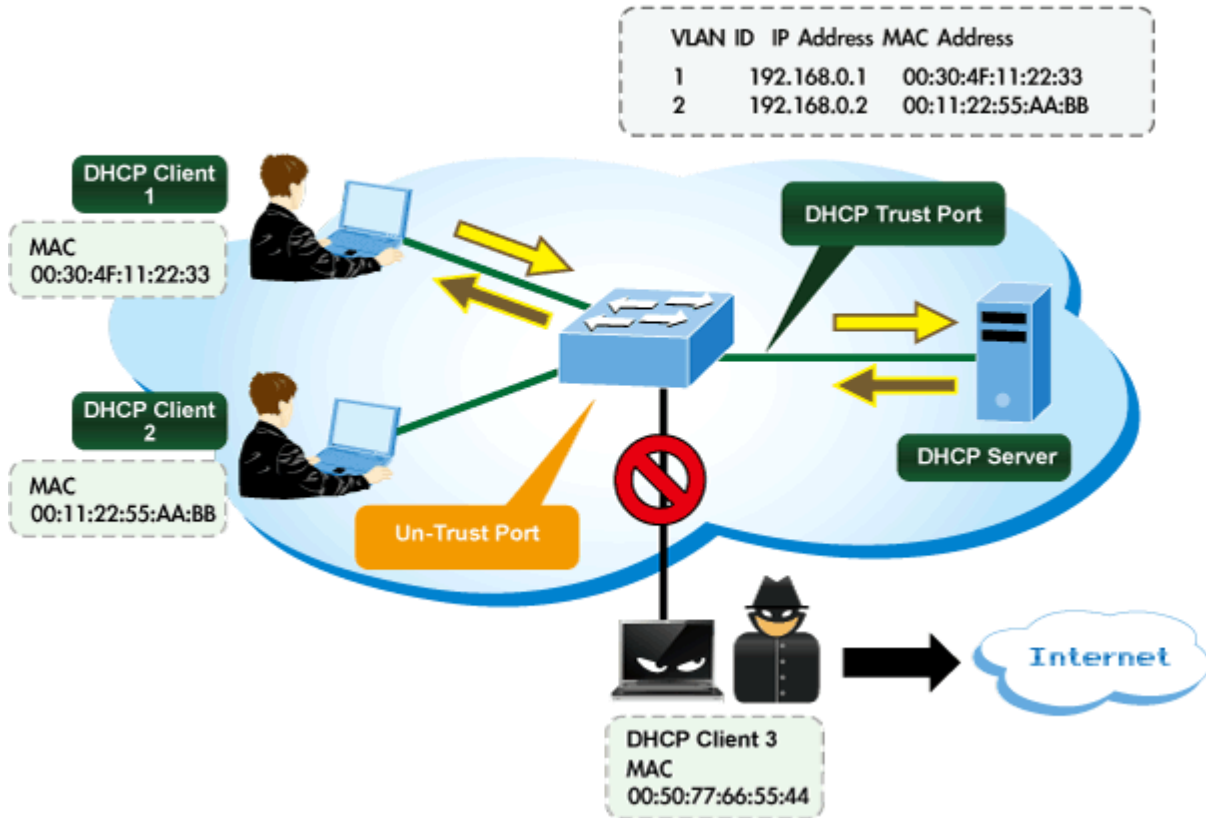 VLAN ID IP Address MAC Address
1 192.168.0.1 00:30:4F:11:22:33
2 192.168.0.2 00:11:22:55:AA:BB
DHCP Client
1
MAC
00:30:4F:11:22:33
DHCP Trust Port
DHCP Client
2
MAC
00:11:22:55:AA:BB
DHCP Server
Un-Trust Port
Internet
DHCP Client 3
MAC
00:50:77:66:55:44